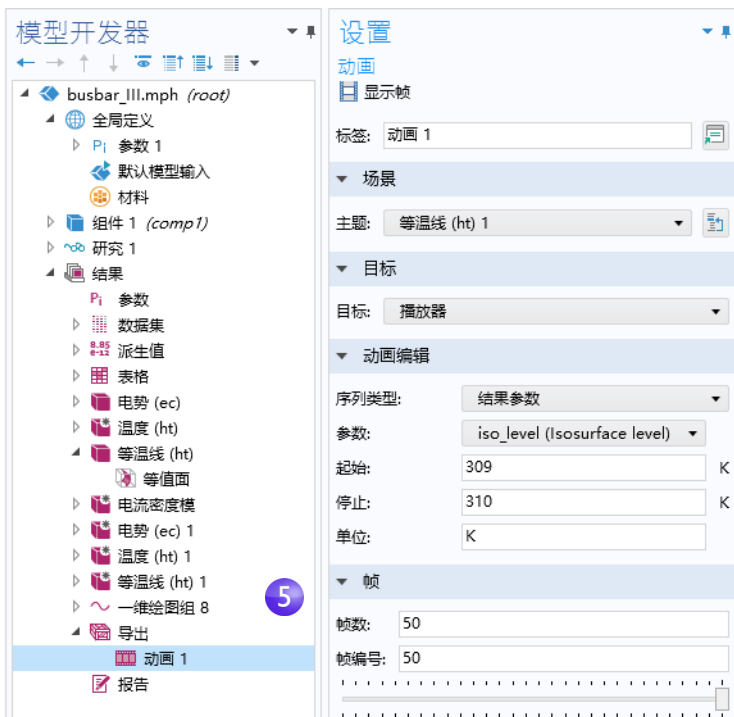 模型开发器
busbar_III.mph (root)
全局定义
Pi 参数 1
默认模型输入
材料
组件 1 (comp1)
研究 1
结果
Pi 参数
数据集
8.85
e-12
派生值
表格
电势 (ec)
温度 (ht)
等温线 (ht)
等值面
电流密度模
电势 (ec) 1
温度 (ht) 1
等温线 (ht) 1
一维绘图组 8
导出
动画 1
报告
5
设置
动画
显示帧
标签: 动画 1
场景
主题: 等温线 (ht) 1
目标
目标: 播放器
动画编辑
序列类型: 结果参数
参数: iso_level (Isosurface level)
起始: 309 K
停止: 310 K
单位: K
帧
帧数: 50
帧编号: 50